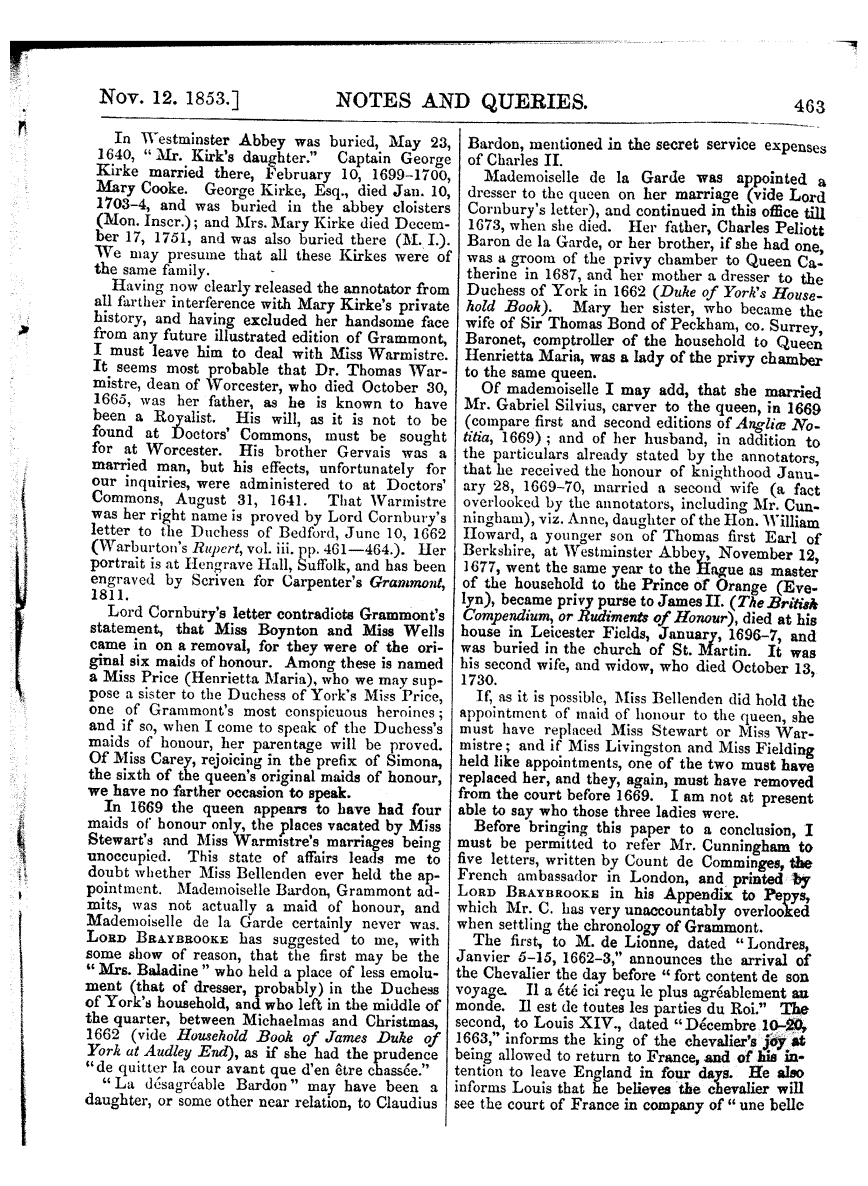 Nov. 12. 1853.] NOTES AND QUERIES. 463
In Westminster Abbey was buried, May 23,
1640, “Mr. Kirk's daughter.” Captain George
Kirke married there, February 10, 1699-1700,
Mary Cooke. George Kirke, Esq., died Jan. 10,
1703-4, and was buried in the abbey cloisters
(Mon. Inscr.); and Mrs. Mary Kirke died Decem-
ber 17, 1751, and was also buried there (M. I.).
We may presume that all these Kirkes were of
the same family.
Having now clearly released the annotator from
all farther interference with Mary Kirke's private
history, and having excluded her handsome face
from any future illustrated edition of Grammont,
I must leave him to deal with Miss Warmistre.
It seems most probable that Dr. Thomas War-
mistre, dean of Worcester, who died October 30,
1665, was her father, as he is known to have
been a Royalist. His will, as it is not to be
found at Doctors' Commons, must be sought
for at Worcester. His brother Gervais was a
married man, but his effects, unfortunately for
our inquiries, were administered to at Doctors'
Commons, August 31, 1641. That Warmistre
was her right name is proved by Lord Cornbury's
letter to the Duchess of Bedford, June 10, 1662
(Warburton's Rupert, vol. iii. pp. 461—464.). Her
portrait is at Hengrave Hall, Suffolk, and has been
engraved by Scriven for Carpenter's Grammont,
1811.
Lord Cornbury's letter contradicts Grammont's
statement, that Miss Boynton and Miss Wells
came in on a removal, for they were of the ori-
ginal six maids of honour. Among these is named
a Miss Price (Henrietta Maria), who we may sup-
pose a sister to the Duchess of York's Miss Price,
one of Grammont's most conspicuous heroines;
and if so, when I come to speak of the Duchess's
maids of honour, her parentage will be proved.
Of Miss Carey, rejoicing in the prefix of Simona,
the sixth of the queen's original maids of honour,
we have no farther occasion to speak.
In 1669 the queen appears to have had four
maids of honour only, the places vacated by Miss
Stewart's and Miss Warmistre's marriages being
unoccupied. This state of affairs leads me to
doubt whether Miss Bellenden ever held the ap-
pointment. Mademoiselle Bardon, Grammont ad-
mits, was not actually a maid of honour, and
Mademoiselle de la Garde certainly never was.
LORD BRAYBROOKE has suggested to me, with
some show of reason, that the first may be the
“Mrs. Baladine” who held a place of less emolu-
ment (that of dresser, probably) in the Duchess
of York's household, and who left in the middle of
the quarter, between Michaelmas and Christmas,
1662 (vide Household Book of James Duke of
York at Audley End), as if she had the prudence
“de quitter la cour avant que d'en être chassée.”
“La désagréable Bardon” may have been a
daughter, or some other near relation, to Claudius
Bardon, mentioned in the secret service expenses
of Charles II.
Mademoiselle de la Garde was appointed a
dresser to the queen on her marriage (vide Lord
Cornbury's letter), and continued in this office till
1673, when she died. Her father, Charles Peliott
Baron de la Garde, or her brother, if she had one,
was a groom of the privy chamber to Queen Ca-
therine in 1687, and her mother a dresser to the
Duchess of York in 1662 (Duke of York's House-
hold Book). Mary her sister, who became the
wife of Sir Thomas Bond of Peckham, co. Surrey,
Baronet, comptroller of the household to Queen
Henrietta Maria, was a lady of the privy chamber
to the same queen.
Of mademoiselle I may add, that she married
Mr. Gabriel Silvius, carver to the queen, in 1669
(compare first and second editions of Angliæ No-
titia, 1669); and of her husband, in addition to
the particulars already stated by the annotators,
that he received the honour of knighthood Janu-
ary 28, 1669-70, married a second wife (a fact
overlooked by the annotators, including Mr. Cun-
ningham), viz. Anne, daughter of the Hon. William
Howard, a younger son of Thomas first Earl of
Berkshire, at Westminster Abbey, November 12,
1677, went the same year to the Hague as master
of the household to the Prince of Orange (Eve-
lyn), became privy purse to James II. (The British
Compendium, or Rudiments of Honour), died at his
house in Leicester Fields, January, 1696-7, and
was buried in the church of St. Martin. It was
his second wife, and widow, who died October 13,
1730.
If, as it is possible, Miss Bellenden did hold the
appointment of maid of honour to the queen, she
must have replaced Miss Stewart or Miss War-
mistre; and if Miss Livingston and Miss Fielding
held like appointments, one of the two must have
replaced her, and they, again, must have removed
from the court before 1669. I am not at present
able to say who those three ladies were.
Before bringing this paper to a conclusion, I
must be permitted to refer Mr. Cunningham to
five letters, written by Count de Comminges, the
French ambassador in London, and printed by
LORD BRAYBROOKE in his Appendix to Pepys,
which Mr. C. has very unaccountably overlooked
when settling the chronology of Grammont.
The first, to M. de Lionne, dated “Londres,
Janvier 5-15, 1662-3,” announces the arrival of
the Chevalier the day before “fort content de son
voyage. Il a été ici reçu le plus agréablement au
monde. Il est de toutes les parties du Roi.” The
second, to Louis XIV., dated “Décembre 10-20,
1663,” informs the king of the chevalier's joy at
being allowed to return to France, and of his in-
tention to leave England in four days. He also
informs Louis that he believes the chevalier will
see the court of France in company of “une belle